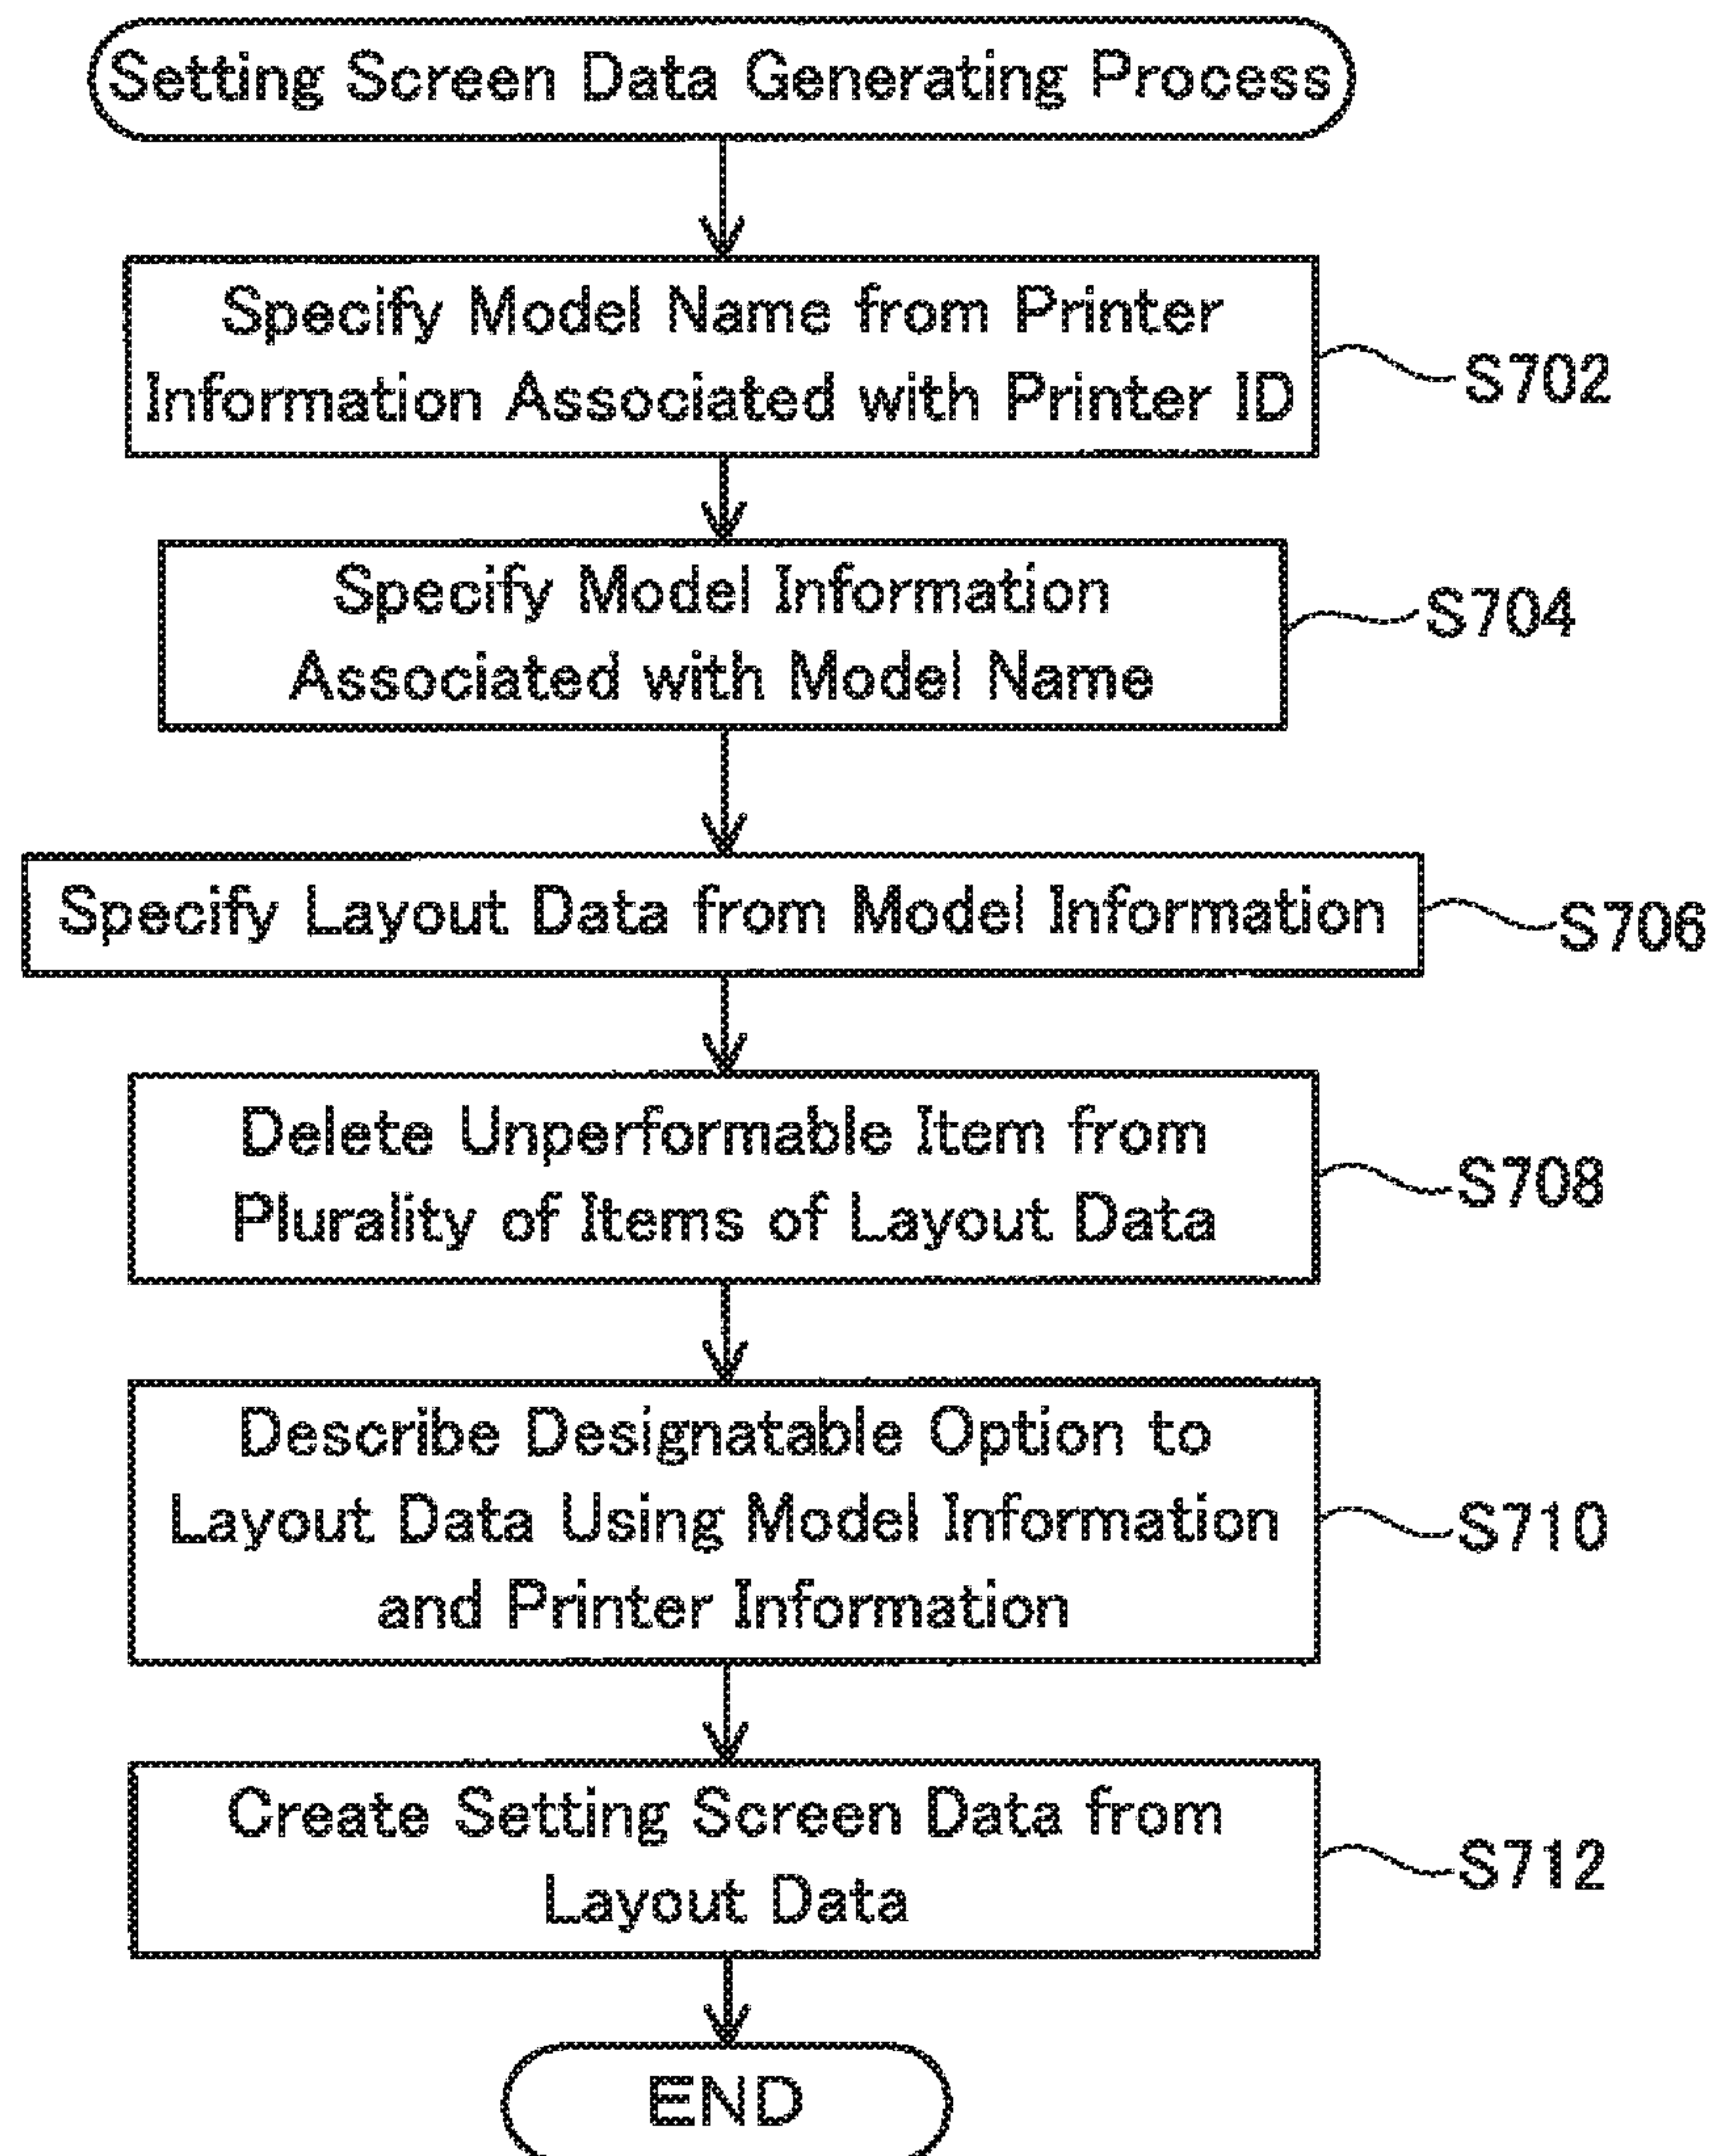 Setting Screen Data Generating Process
Specify Model Name from Printer
Information Associated with Printer ID
S702
Specify Model Information
Associated with Model Name
S704
Specify Layout Data from Model Information
S706
Delete Unperformable Item from
Plurality of Items of Layout Data
S708
Describe Designatable Option to
Layout Data Using Model Information
and Printer Information
S710
Create Setting Screen Data from
Layout Data
S712
END